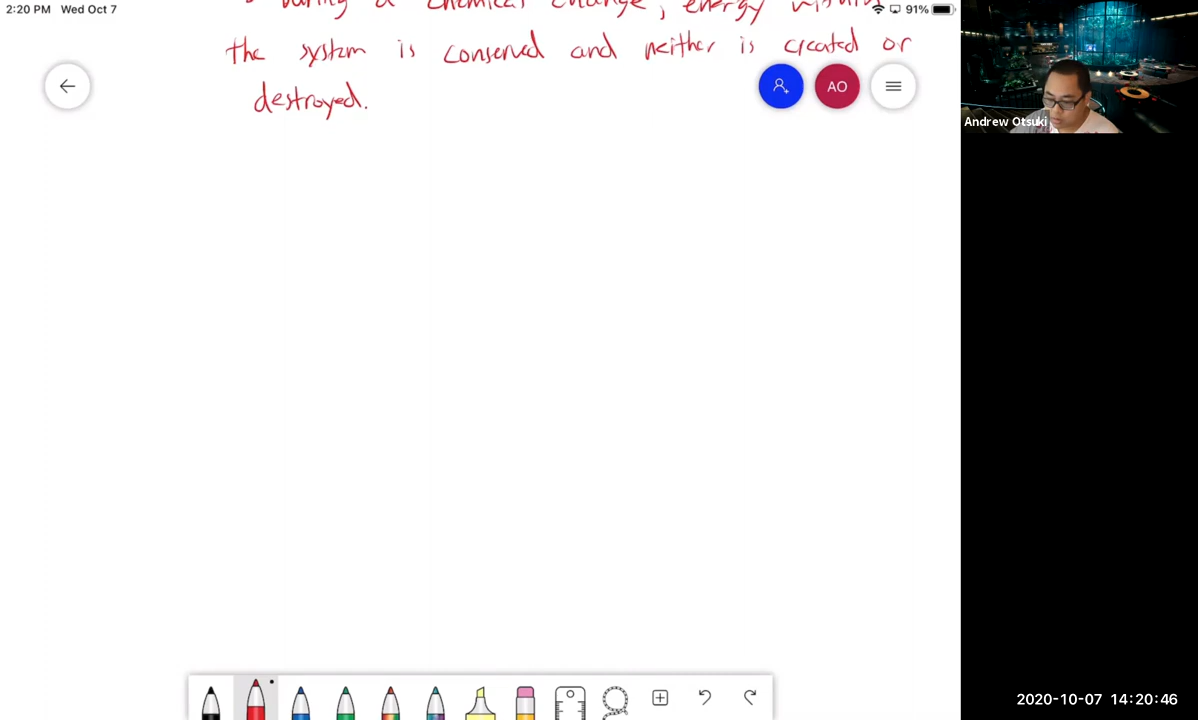 2:20 PM Wed Oct 7
91%
during a chemical change, energy within
the system is conserved and neither is created or
destroyed.
AO
Andrew Otsuki
2020-10-07 14:20:46